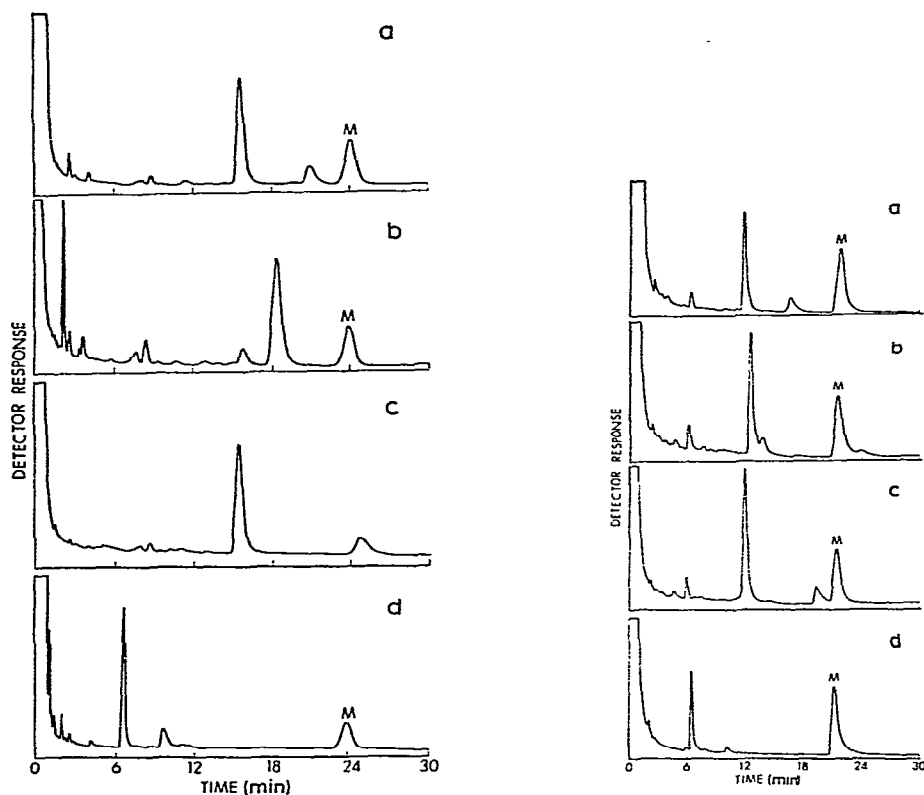 a
M
b
M
c
d
M
0 6 12 18 24 30
TIME (min)
DETECTOR RESPONSE
a
M
b
M
c
M
d
M
0 6 12 18 24 30
TIME (min)
DETECTOR RESPONSE